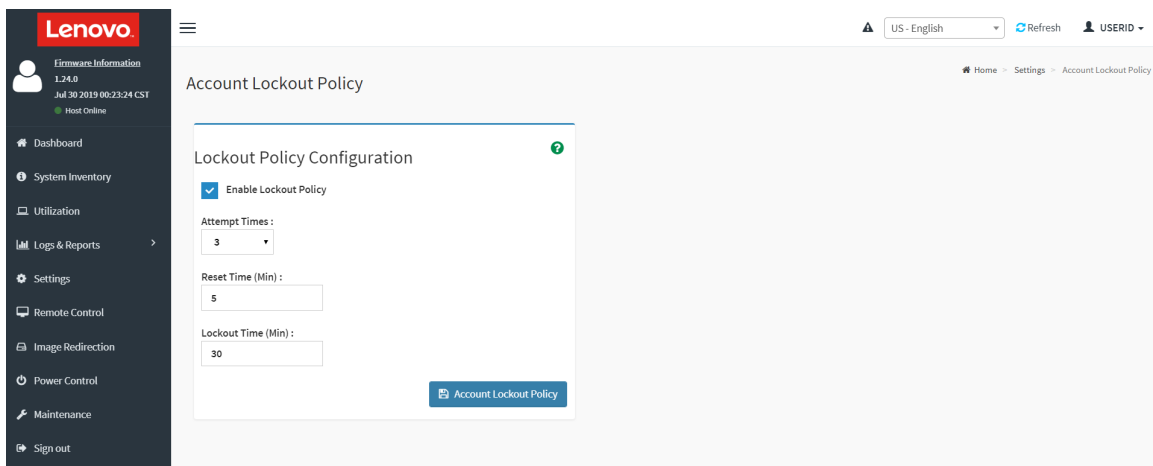 Lenovo.
US - English
Refresh
USERID
Firmware Information
1.24.0
Jul 30 2019 00:23:24 CST
Host Online
Dashboard
System Inventory
Utilization
Logs & Reports
Settings
Remote Control
Image Redirection
Power Control
Maintenance
Sign out
Account Lockout Policy
Home > Settings > Account Lockout Policy
Lockout Policy Configuration
?
Enable Lockout Policy
Attempt Times :
3
Reset Time (Min) :
5
Lockout Time (Min) :
30
Account Lockout Policy